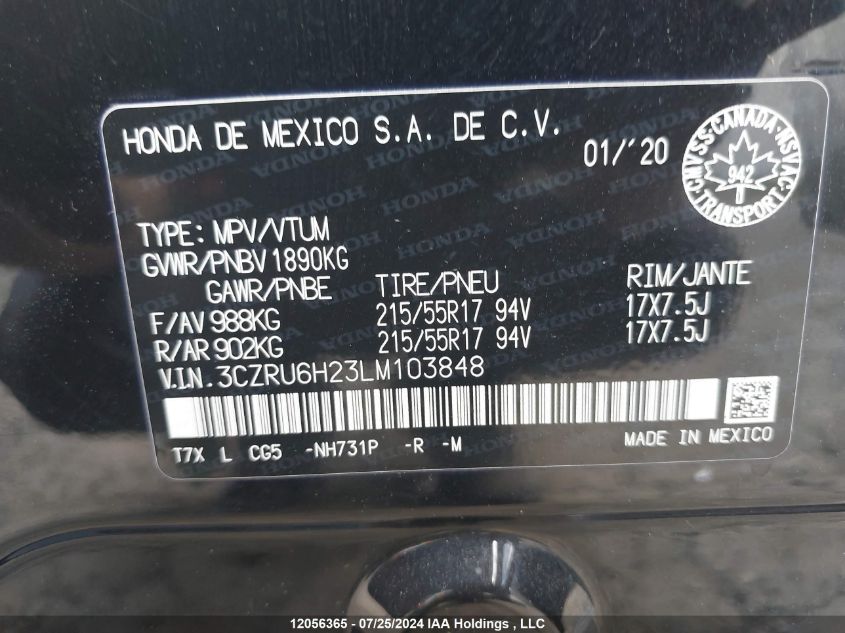 HONDA DE MEXICO S.A. DE C.V.
01/'20
CMVSS·CANADA·NSVAC·TRANSPORT
942
TYPE: MPV/VTUM
GVWR/PNBV 1890KG
GAWR/PNBE TIRE/PNEU RIM/JANTE
F/AV 988KG 215/55R17 94V 17X7.5J
R/AR 902KG 215/55R17 94V 17X7.5J
V.I.N. 3CZRU6H23LM103848
T7X L CG5 -NH731P -R -M MADE IN MEXICO
12056365 - 07/25/2024 IAA Holdings , LLC